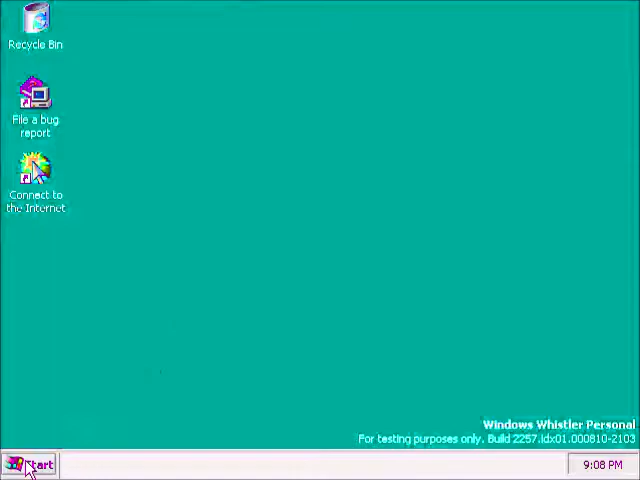 Recycle Bin
File a bug
report
Connect to
the Internet
Windows Whistler Personal
For testing purposes only. Build 2257.idx01.000810-2103
Start
9:08 PM